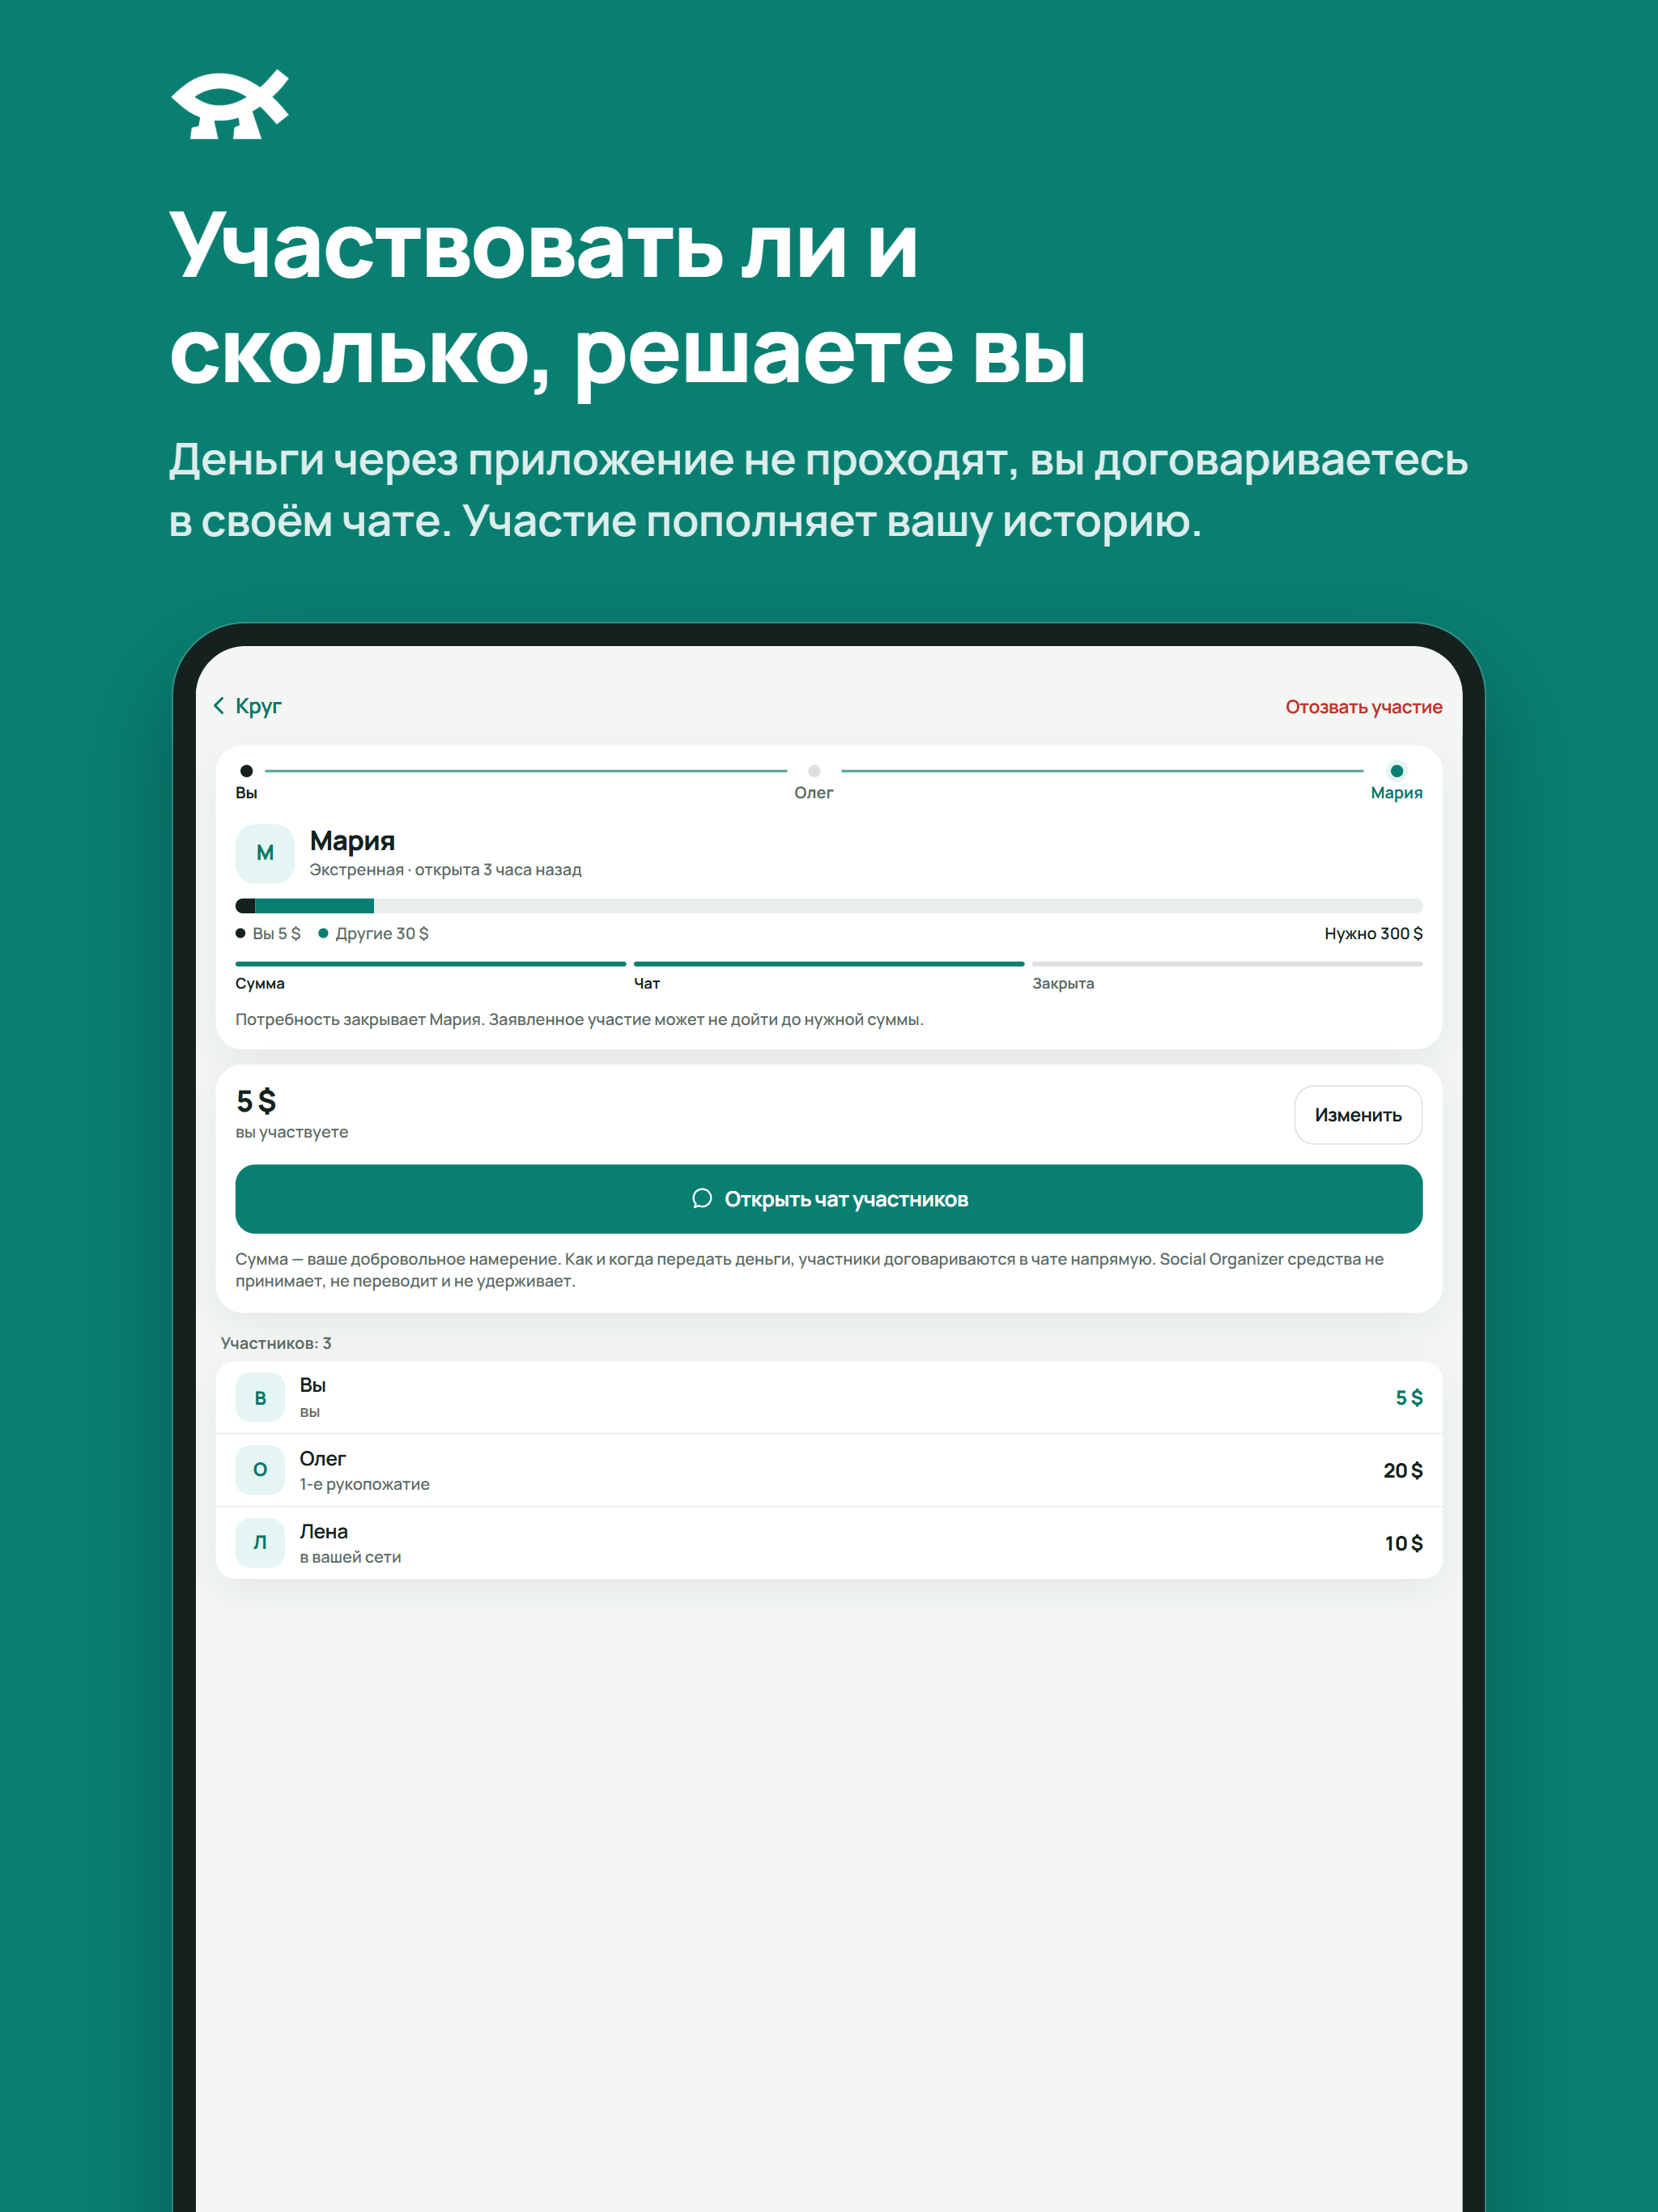 Участвовать ли и
сколько, решаете вы
Деньги через приложение не проходят, вы договариваетесь
в своём чате. Участие пополняет вашу историю.
Круг
Отозвать участие
Вы
Олег
Мария
М
Мария
Экстренная · открыта 3 часа назад
Вы 5 $
Другие 30 $
Нужно 300 $
Сумма
Чат
Закрыта
Потребность закрывает Мария. Заявленное участие может не дойти до нужной суммы.
5 $
вы участвуете
Изменить
Открыть чат участников
Сумма — ваше добровольное намерение. Как и когда передать деньги, участники договариваются в чате напрямую. Social Organizer средства не
принимает, не переводит и не удерживает.
Участников: 3
В
Вы
вы
5 $
О
Олег
1-е рукопожатие
20 $
Л
Лена
в вашей сети
10 $